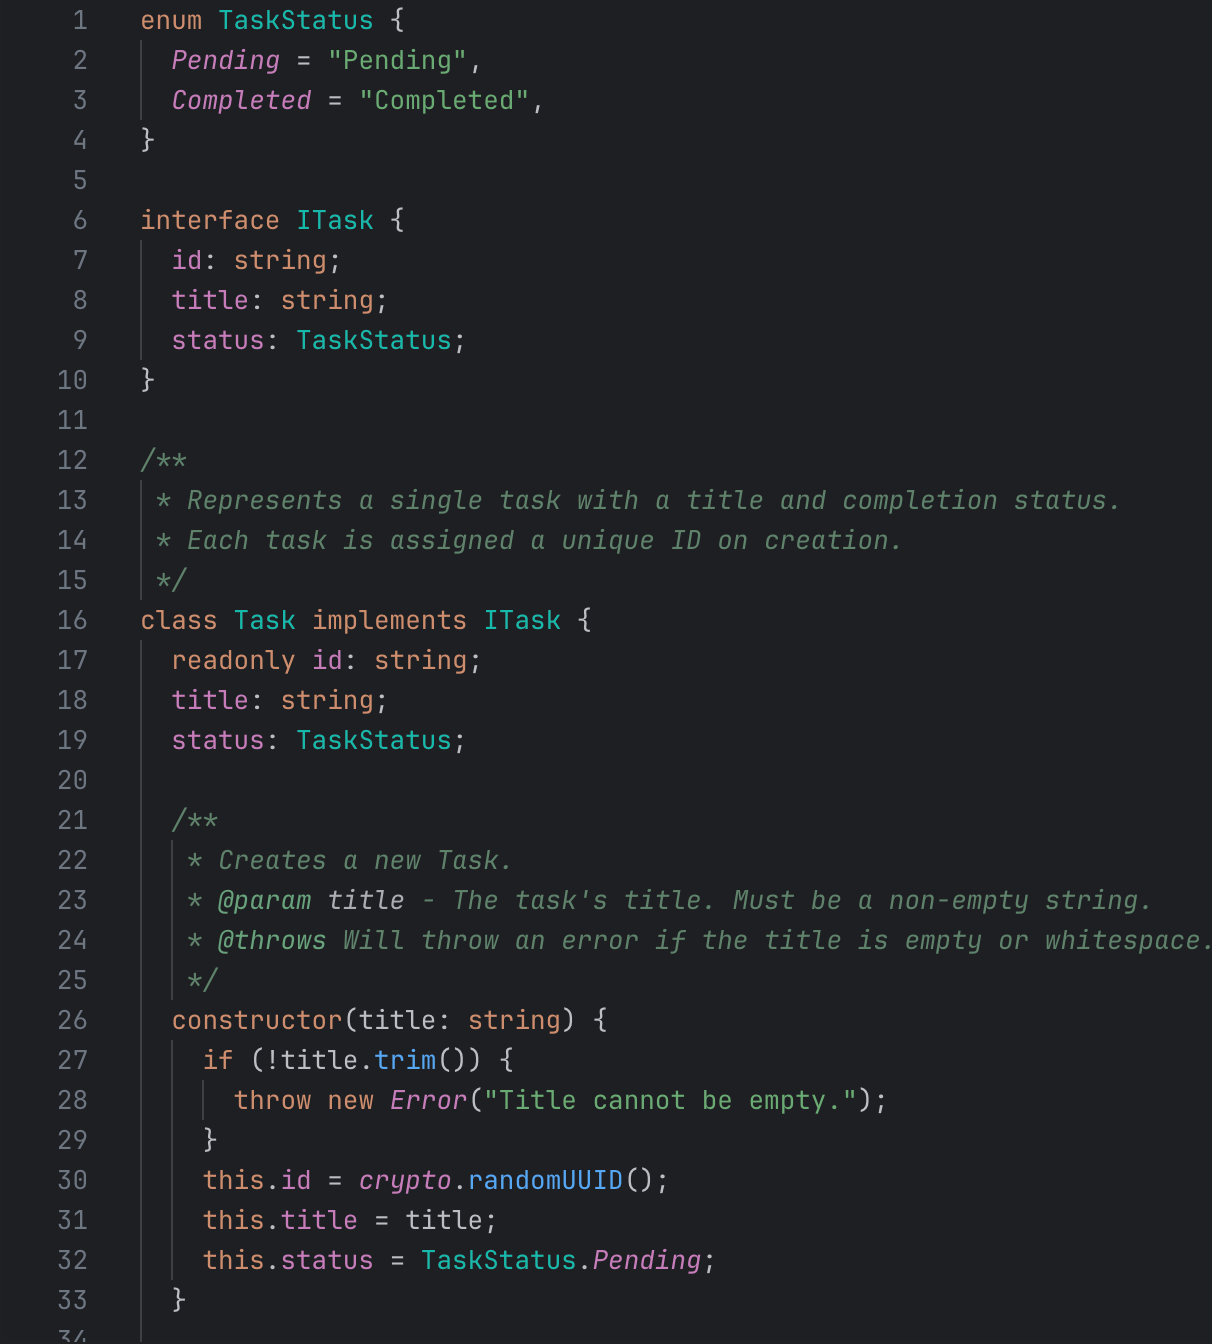 1 enum TaskStatus {
2   Pending = "Pending",
3   Completed = "Completed",
4 }
5
6 interface ITask {
7   id: string;
8   title: string;
9   status: TaskStatus;
10 }
11
12 /**
13  * Represents a single task with a title and completion status.
14  * Each task is assigned a unique ID on creation.
15  */
16 class Task implements ITask {
17   readonly id: string;
18   title: string;
19   status: TaskStatus;
20
21   /**
22    * Creates a new Task.
23    * @param title - The task's title. Must be a non-empty string.
24    * @throws Will throw an error if the title is empty or whitespace.
25    */
26   constructor(title: string) {
27     if (!title.trim()) {
28       throw new Error("Title cannot be empty.");
29     }
30     this.id = crypto.randomUUID();
31     this.title = title;
32     this.status = TaskStatus.Pending;
33   }
34